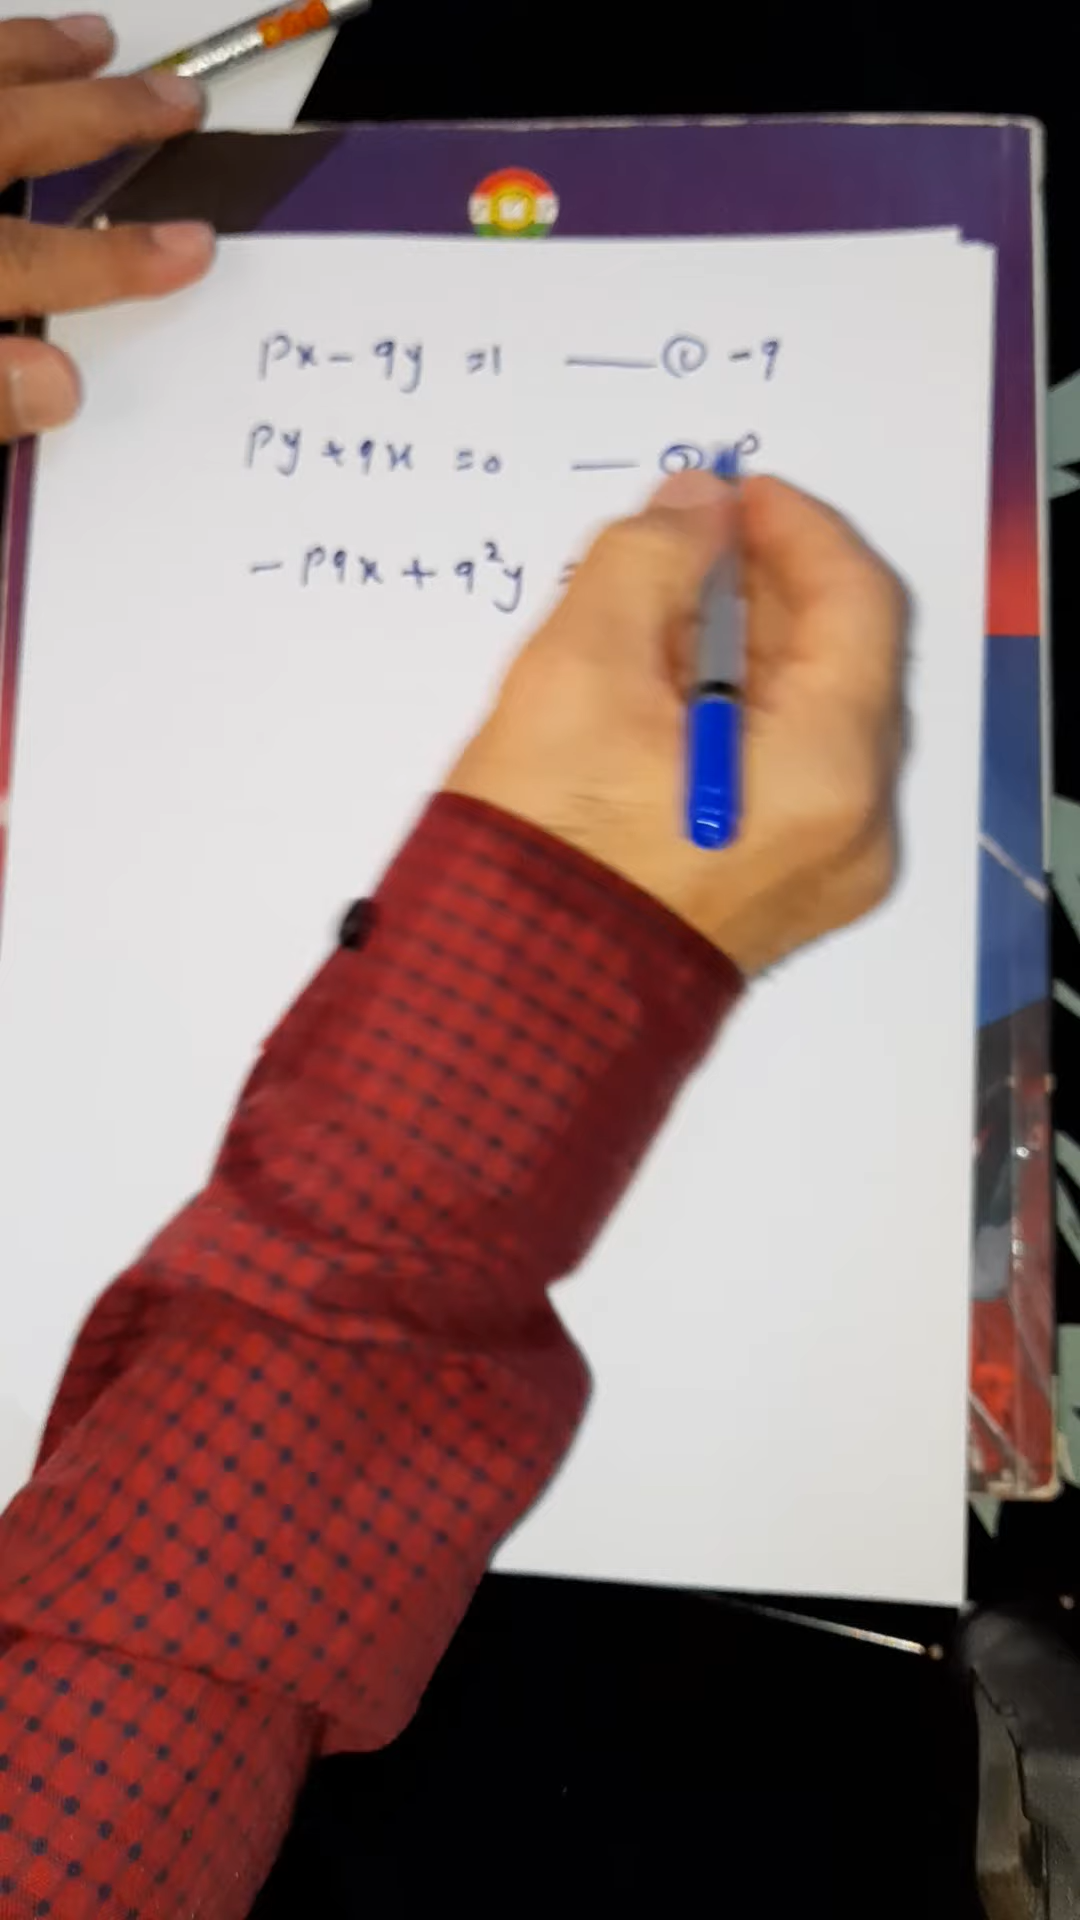 px - qy = 1 — ① - q
py + qx = 0 — ② p
- pqx + q²y =